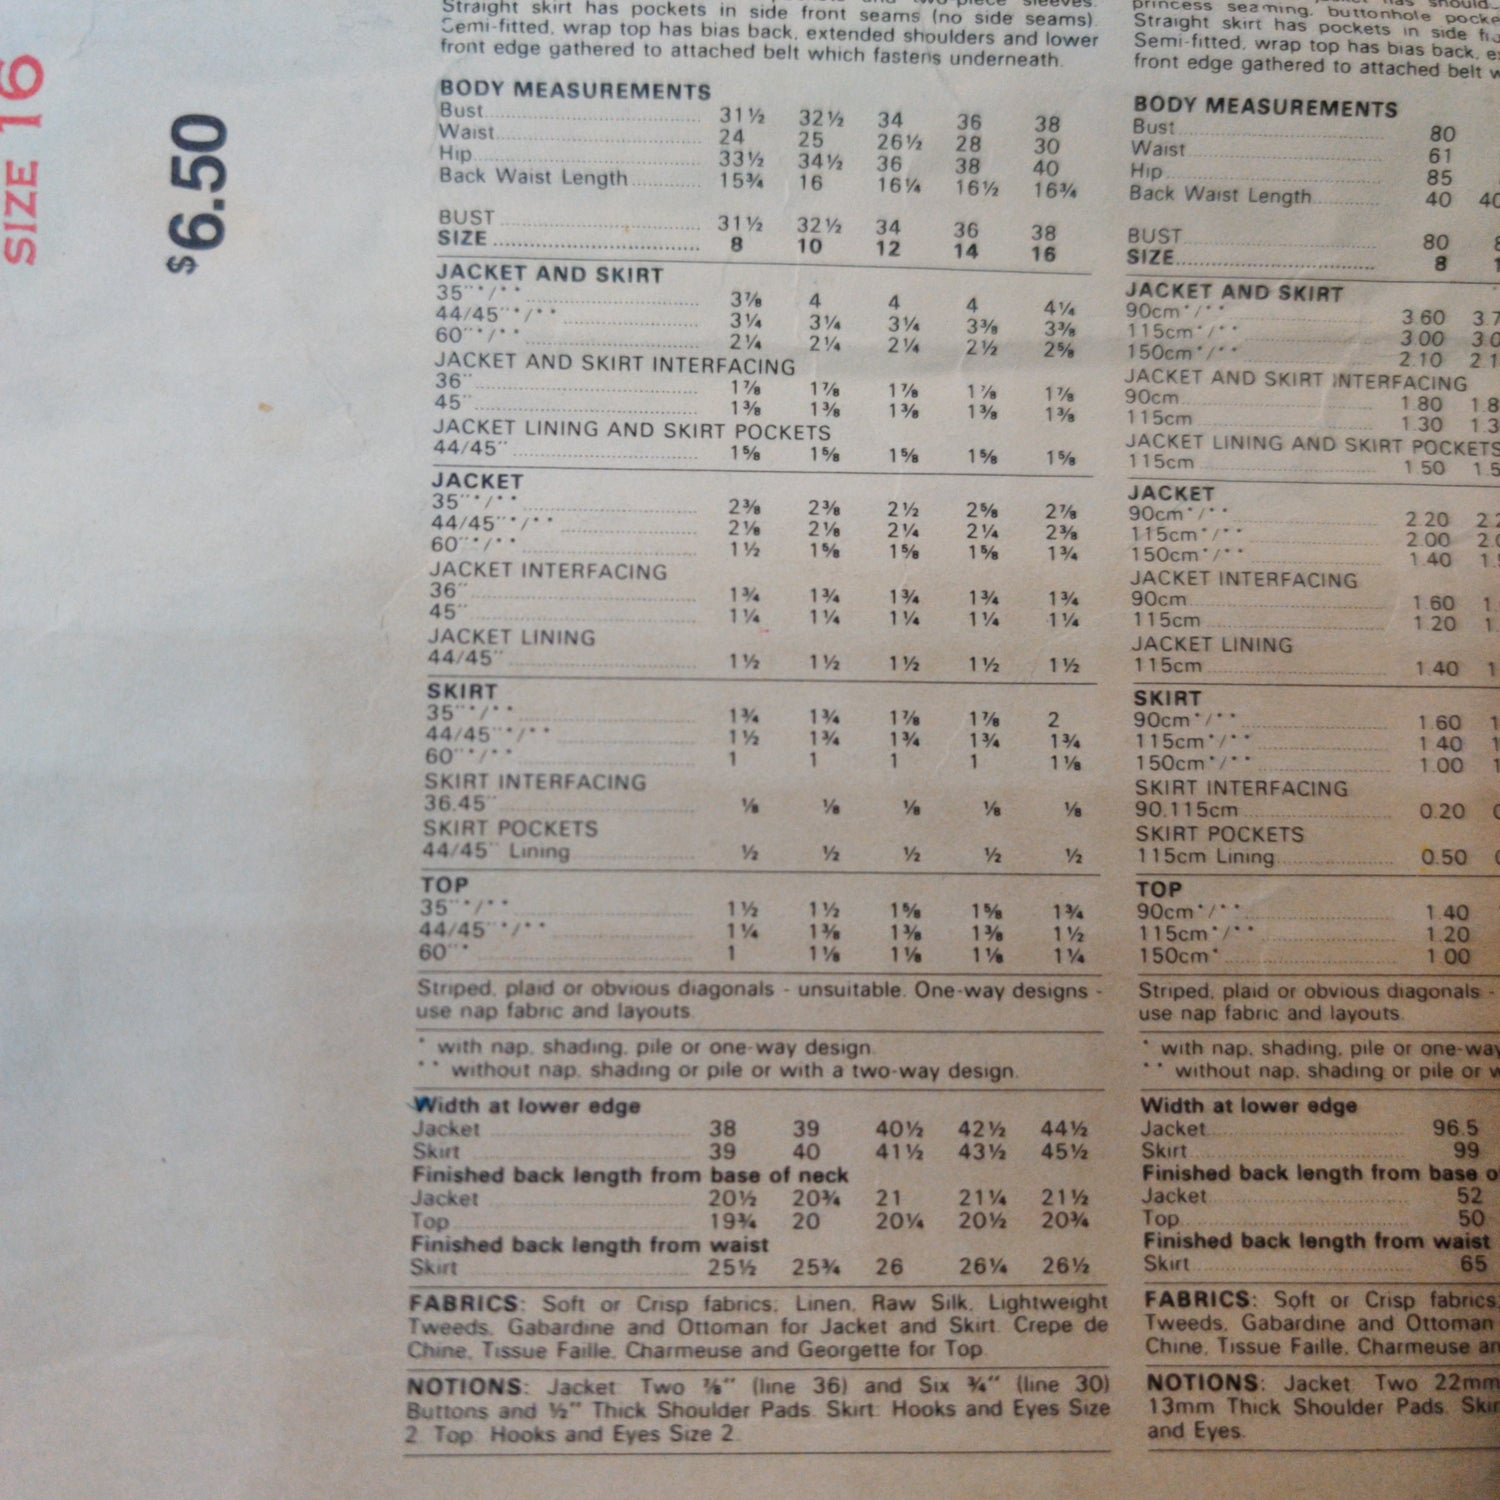 SIZE 16
$6.50
Straight skirt has pockets in side front seams (no side seams).
Semi-fitted, wrap top has bias back, extended shoulders and lower
front edge gathered to attached belt which fastens underneath.
BODY MEASUREMENTS
Bust 31½ 32½ 34 36 38
Waist 24 25 26½ 28 30
Hip 33½ 34½ 36 38 40
Back Waist Length 15¾ 16 16¼ 16½ 16¾
BUST 31½ 32½ 34 36 38
SIZE 8 10 12 14 16
JACKET AND SKIRT
35"*/** 3⅞ 4 4 4 4¼
44/45"*/** 3¼ 3¼ 3¼ 3⅜ 3⅜
60"*/** 2¼ 2¼ 2¼ 2½ 2⅝
JACKET AND SKIRT INTERFACING
36" 1⅞ 1⅞ 1⅞ 1⅞ 1⅞
45" 1⅜ 1⅜ 1⅜ 1⅜ 1⅜
JACKET LINING AND SKIRT POCKETS
44/45" 1⅝ 1⅝ 1⅝ 1⅝ 1⅝
JACKET
35"*/** 2⅜ 2⅜ 2½ 2⅝ 2⅞
44/45"*/** 2⅛ 2⅛ 2¼ 2¼ 2⅜
60"*/** 1½ 1⅝ 1⅝ 1⅝ 1¾
JACKET INTERFACING
36" 1¾ 1¾ 1¾ 1¾ 1¾
45" 1¼ 1¼ 1¼ 1¼ 1¼
JACKET LINING
44/45" 1½ 1½ 1½ 1½ 1½
SKIRT
35"*/** 1¾ 1¾ 1⅞ 1⅞ 2
44/45"*/** 1½ 1¾ 1¾ 1¾ 1¾
60"*/** 1 1 1 1 1⅛
SKIRT INTERFACING
36,45" ⅛ ⅛ ⅛ ⅛ ⅛
SKIRT POCKETS
44/45" Lining ½ ½ ½ ½ ½
TOP
35"*/** 1½ 1½ 1⅝ 1⅝ 1¾
44/45"*/** 1¼ 1⅜ 1⅜ 1⅜ 1½
60"* 1 1⅛ 1⅛ 1⅛ 1¼
Striped, plaid or obvious diagonals - unsuitable. One-way designs -
use nap fabric and layouts.
* with nap, shading, pile or one-way design.
** without nap, shading or pile or with a two-way design.
Width at lower edge
Jacket 38 39 40½ 42½ 44½
Skirt 39 40 41½ 43½ 45½
Finished back length from base of neck
Jacket 20½ 20¾ 21 21¼ 21½
Top 19¾ 20 20¼ 20½ 20¾
Finished back length from waist
Skirt 25½ 25¾ 26 26¼ 26½
FABRICS: Soft or Crisp fabrics; Linen, Raw Silk, Lightweight
Tweeds, Gabardine and Ottoman for Jacket and Skirt. Crepe de
Chine, Tissue Faille, Charmeuse and Georgette for Top.
NOTIONS: Jacket: Two ⅞" (line 36) and Six ¾" (line 30)
Buttons and ½" Thick Shoulder Pads. Skirt: Hooks and Eyes Size
2. Top: Hooks and Eyes Size 2.
princess seaming, buttonhole
Straight skirt has pockets in side
Semi-fitted, wrap top has bias back,
front edge gathered to attached belt
BODY MEASUREMENTS
Bust 80
Waist 61
Hip 85
Back Waist Length 40
BUST 80
SIZE 8
JACKET AND SKIRT
90cm*/** 3.60
115cm*/** 3.00
150cm*/** 2.10
JACKET AND SKIRT INTERFACING
90cm 1.80
115cm 1.30
JACKET LINING AND SKIRT POCKETS
115cm 1.50
JACKET
90cm*/** 2.20
115cm*/** 2.00
150cm*/** 1.40
JACKET INTERFACING
90cm 1.60
115cm 1.20
JACKET LINING
115cm 1.40
SKIRT
90cm*/** 1.60
115cm*/** 1.40
150cm*/** 1.00
SKIRT INTERFACING
90,115cm 0.20
SKIRT POCKETS
115cm Lining 0.50
TOP
90cm*/** 1.40
115cm*/** 1.20
150cm* 1.00
Striped, plaid or obvious diagonals -
use nap fabric and layouts.
* with nap, shading, pile or one-way
** without nap, shading or pile or
Width at lower edge
Jacket 96.5
Skirt 99
Finished back length from base
Jacket 52
Top 50
Finished back length from waist
Skirt 65
FABRICS: Soft or Crisp fabrics;
Tweeds, Gabardine and Ottoman
Chine, Tissue Faille, Charmeuse
NOTIONS: Jacket: Two 22mm
13mm Thick Shoulder Pads.
and Eyes.